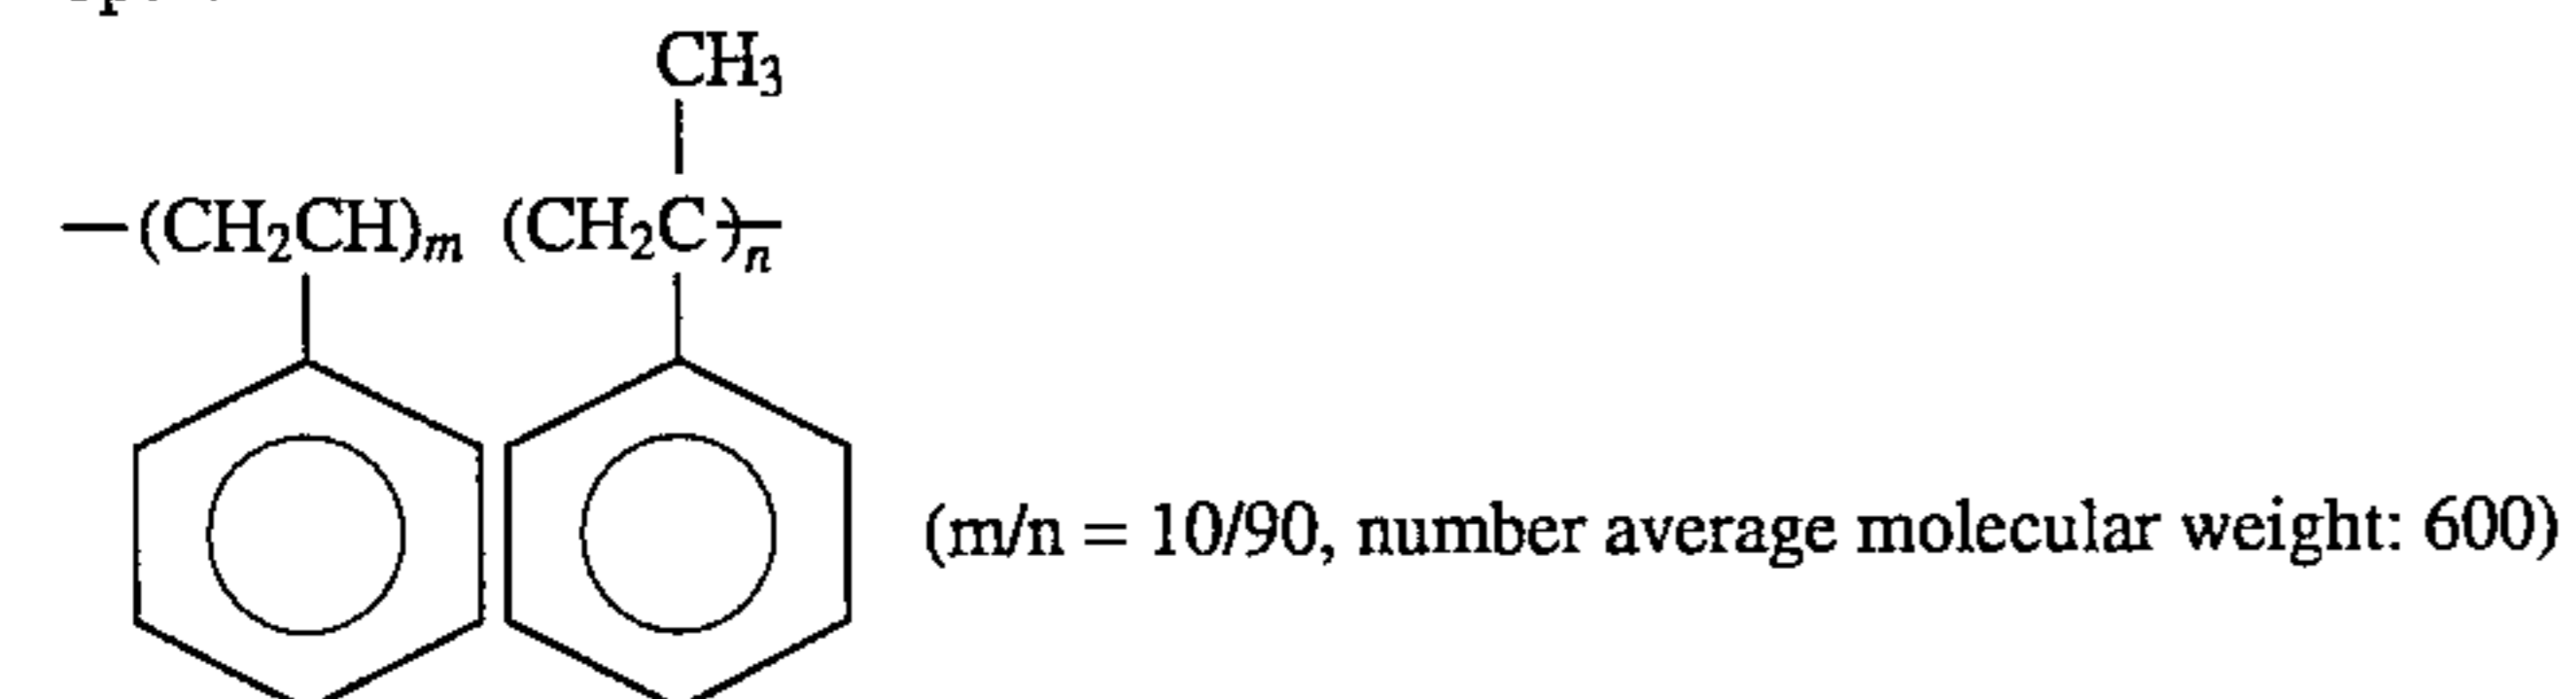 CH3
—(CH2CH)m (CH2C)n—
(m/n = 10/90, number average molecular weight: 600)